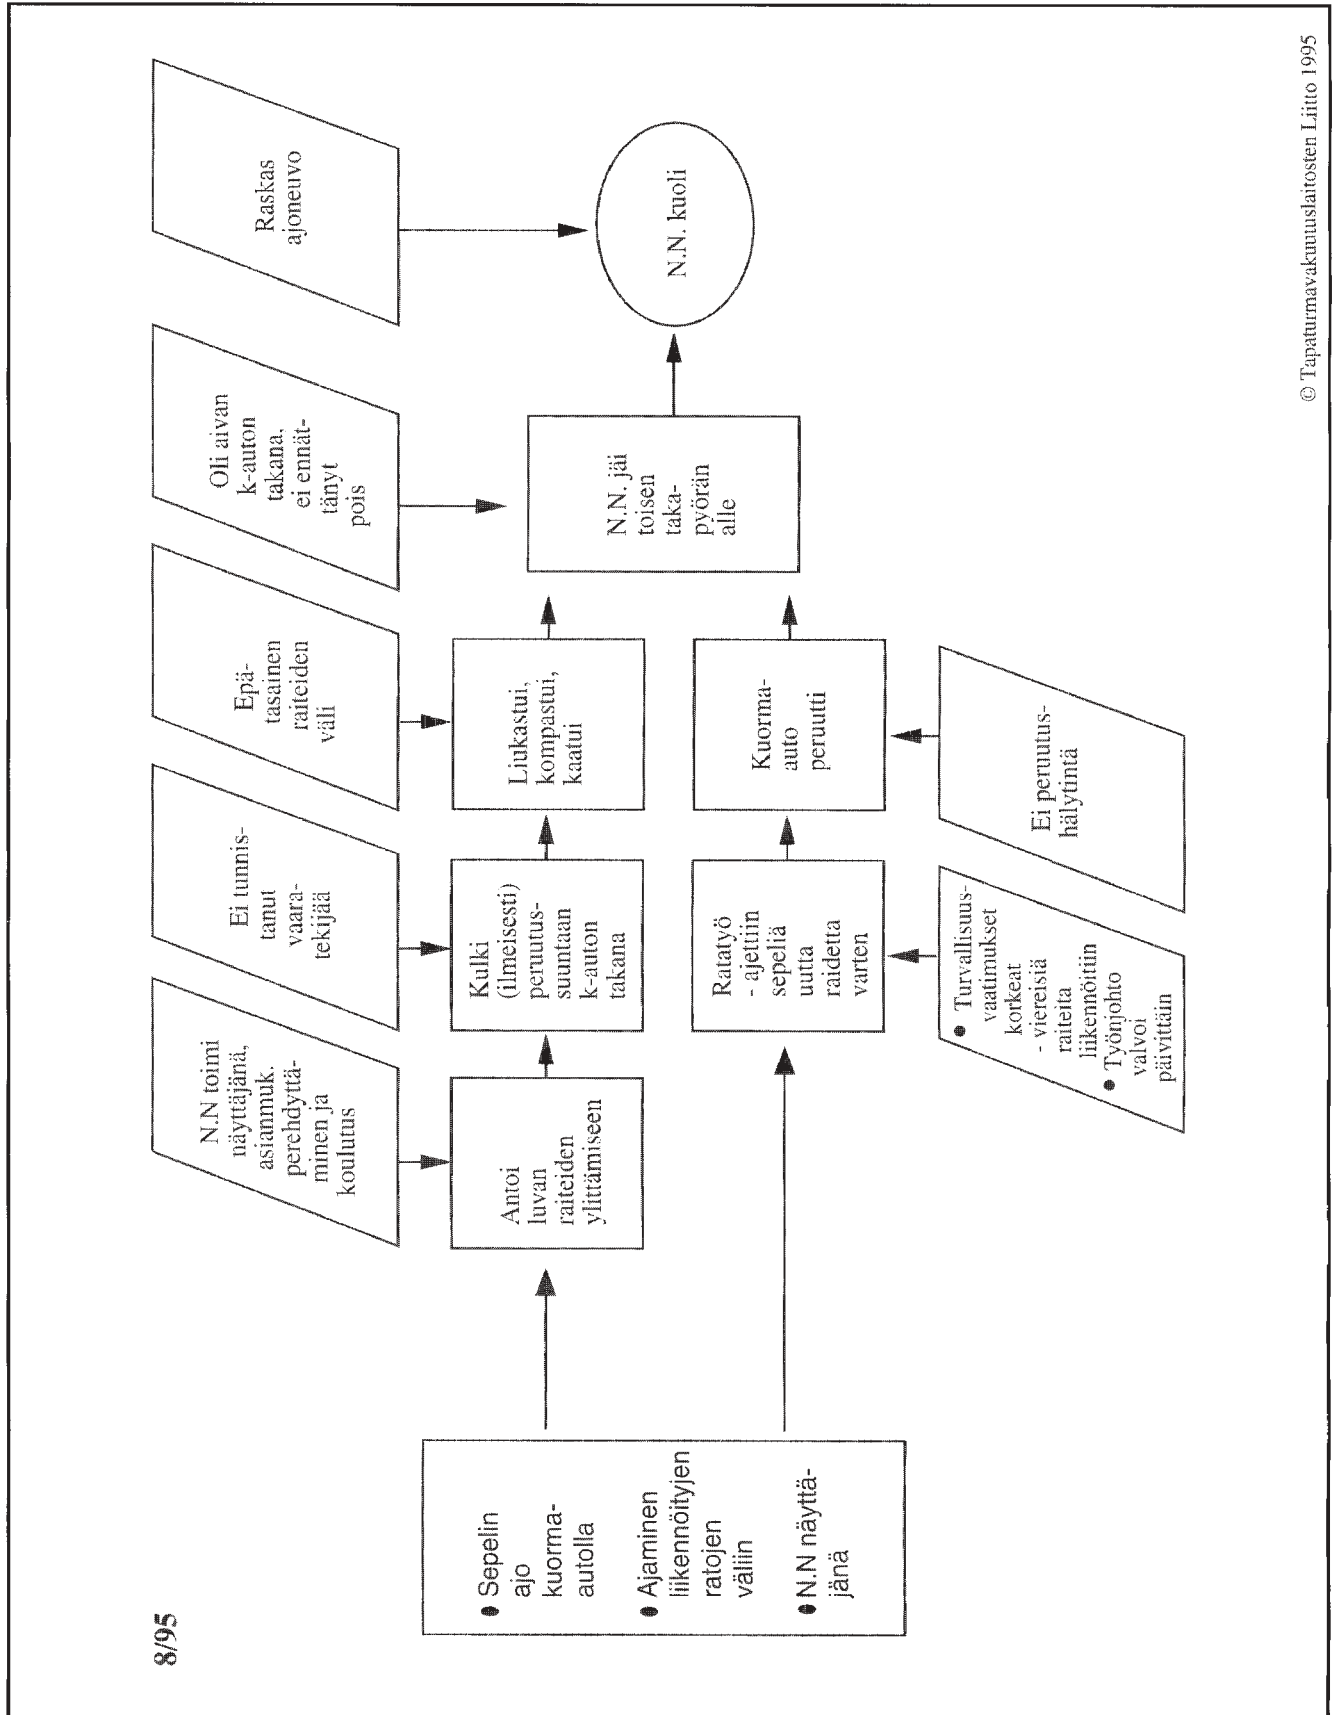 8/95
● Sepelin
ajo
kuorma-
autolla
● Ajaminen
liikennöityjen
ratojen
väliin
● N.N näyttä-
jänä
N.N toimi
näyttäjänä,
asianmuk.
perehdyttä-
minen ja
koulutus
Ei tunnis-
tanut
vaara-
tekijää
Epä-
tasainen
raiteiden
väli
Oli aivan
k-auton
takana,
ei ennät-
tänyt
pois
Raskas
ajoneuvo
Antoi
luvan
raiteiden
ylittämiseen
Kulki
(ilmeisesti)
peruutus-
suuntaan
k-auton
takana
Liukastui,
kompastui,
kaatui
N.N. jäi
toisen
taka-
pyörän
alle
N.N. kuoli
Ratatyö
- ajettiin
sepeliä
uutta
raidetta
varten
Kuorma-
auto
peruutti
● Turvallisuus-
vaatimukset
korkeat
- viereisiä
raiteita
liikennöitiin
● Työnjohto
valvoi
päivittäin
Ei peruutus-
hälytintä
© Tapaturmavakuutuslaitosten Liitto 1995